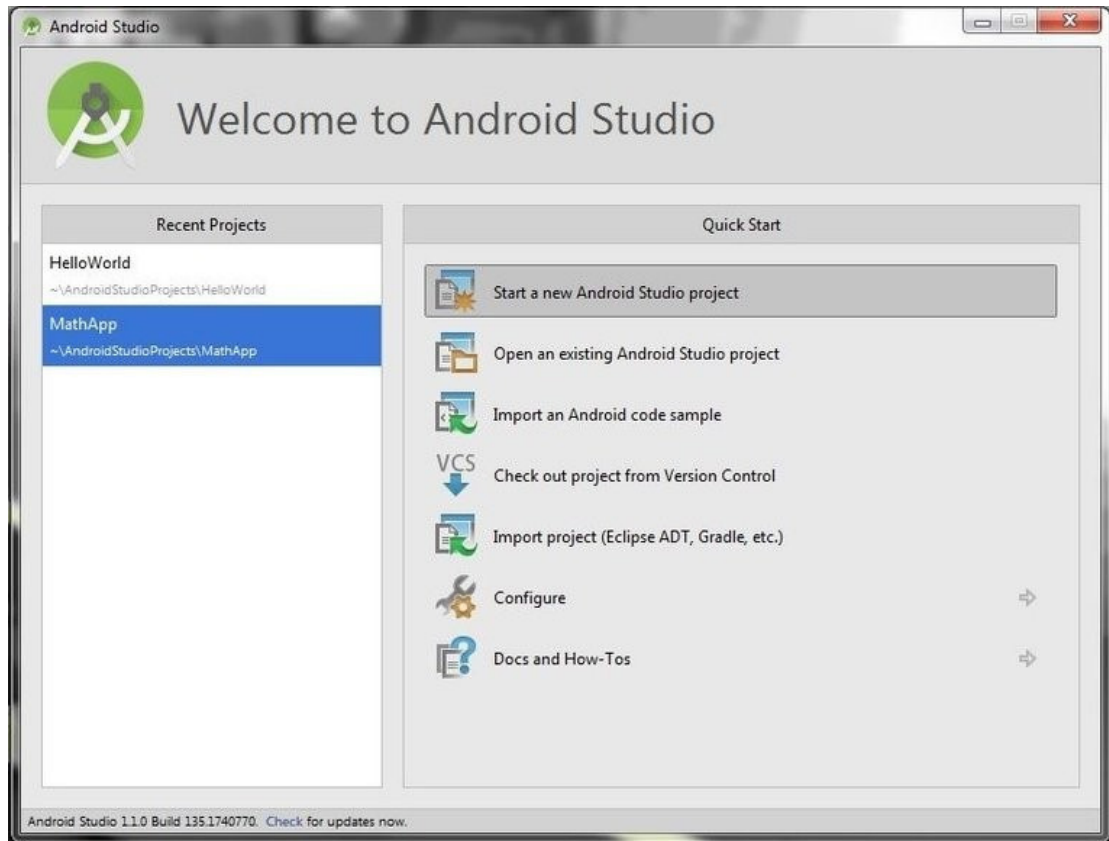 Android Studio
Welcome to Android Studio
Recent Projects
HelloWorld
~\AndroidStudioProjects\HelloWorld
MathApp
~\AndroidStudioProjects\MathApp
Quick Start
Start a new Android Studio project
Open an existing Android Studio project
Import an Android code sample
VCS
Check out project from Version Control
Import project (Eclipse ADT, Gradle, etc.)
Configure
Docs and How-Tos
Android Studio 1.1.0 Build 135.1740770. Check for updates now.